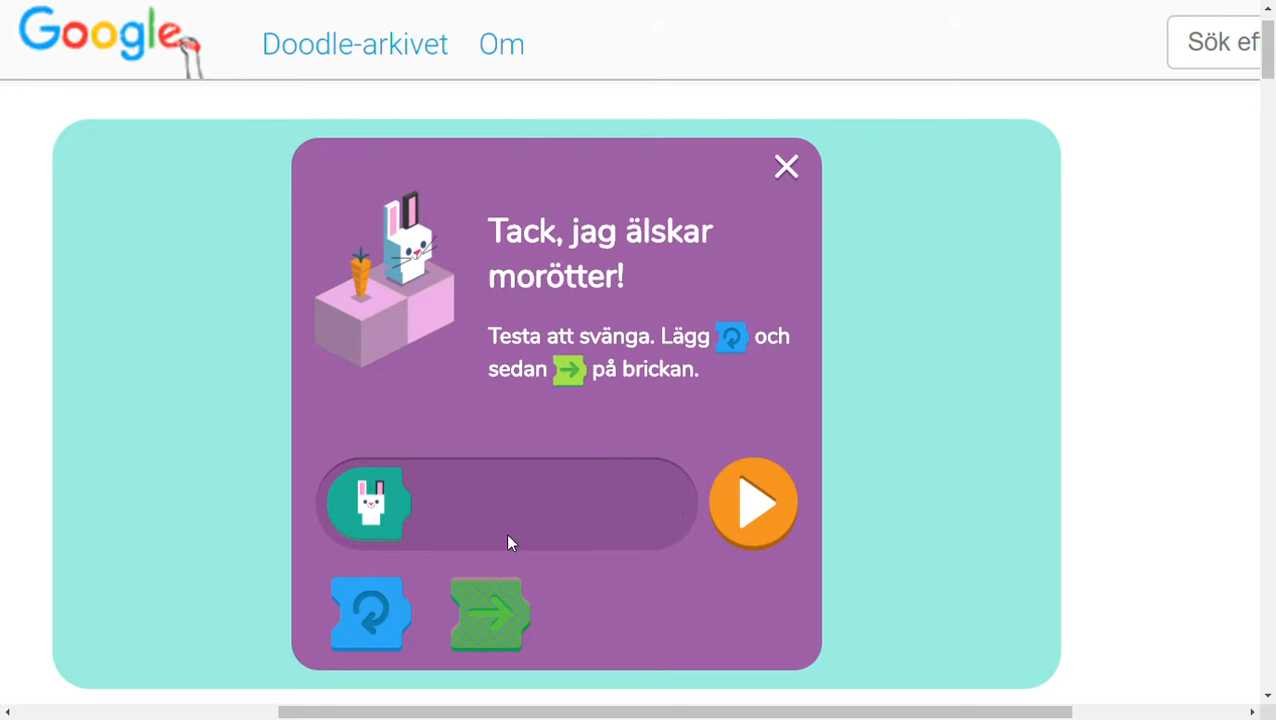 Google
Doodle-arkivet Om
Sök ef
Tack, jag älskar
morötter!
Testa att svänga. Lägg och
sedan på brickan.